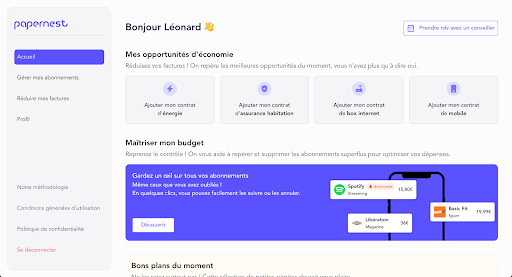 papernest
Bonjour Léonard 👋
Prendre rdv avec un conseiller
Accueil
Gérer mes abonnements
Réduire mes factures
Profil
Notre méthodologie
Conditions générales d'utilisation
Politique de confidentialité
Se déconnecter
Mes opportunités d'économie
Réduisez vos factures ! On repère les meilleures opportunités du moment, vous n'avez plus qu'à dire oui.
Ajouter mon contrat
d'énergie
Ajouter mon contrat
d'assurance habitation
Ajouter mon contrat
de box internet
Ajouter mon contrat
de mobile
Maîtriser mon budget
Reprenez le contrôle ! On vous aide à repérer et supprimer les abonnements superflus pour optimiser vos dépenses.
Gardez un œil sur tous vos abonnements
Même ceux que vous avez oubliés !
En quelques clics, vous pouvez facilement les suivre ou les annuler.
Découvrir
Spotify
Streaming
15,00€
Basic Fit
Sport
19,99€
Libération
Magazine
36€
Bons plans du moment